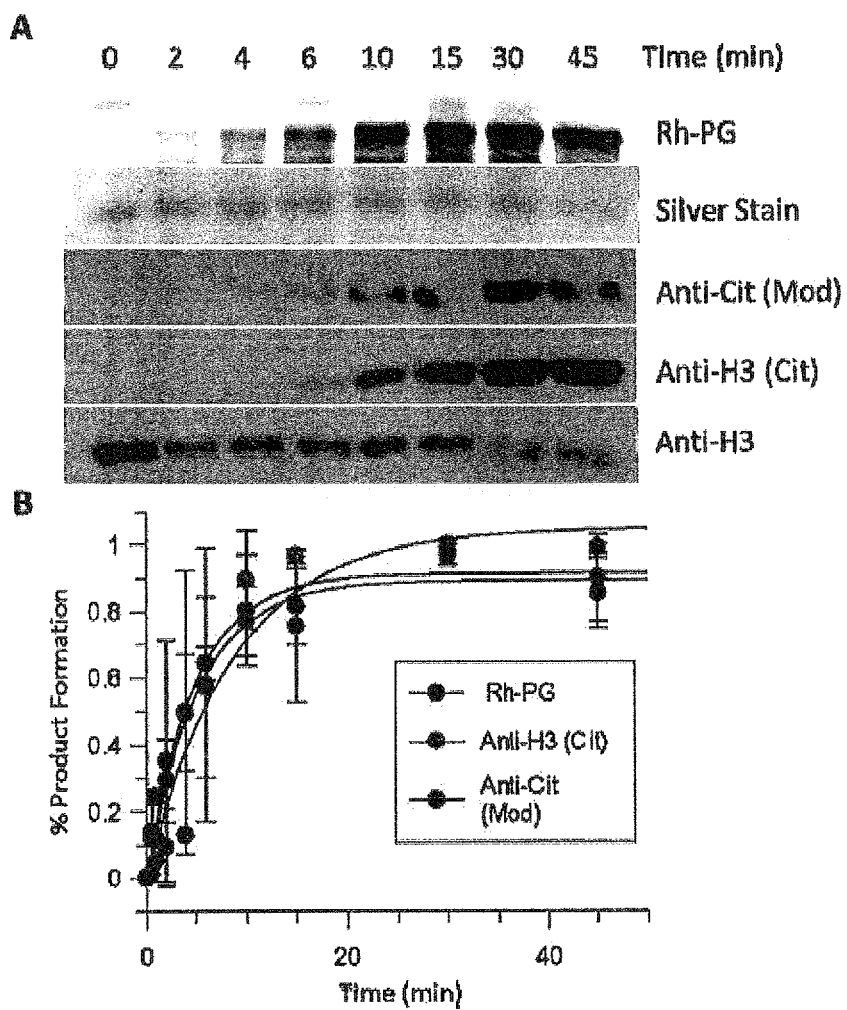 A
0 2 4 6 10 15 30 45 Time (min)
Rh-PG
Silver Stain
Anti-Cit (Mod)
Anti-H3 (Cit)
Anti-H3
B
% Product Formation
1
0.8
0.6
0.4
0.2
0
Rh-PG
Anti-H3 (Cit)
Anti-Cit
(Mod)
0 20 40
Time (min)